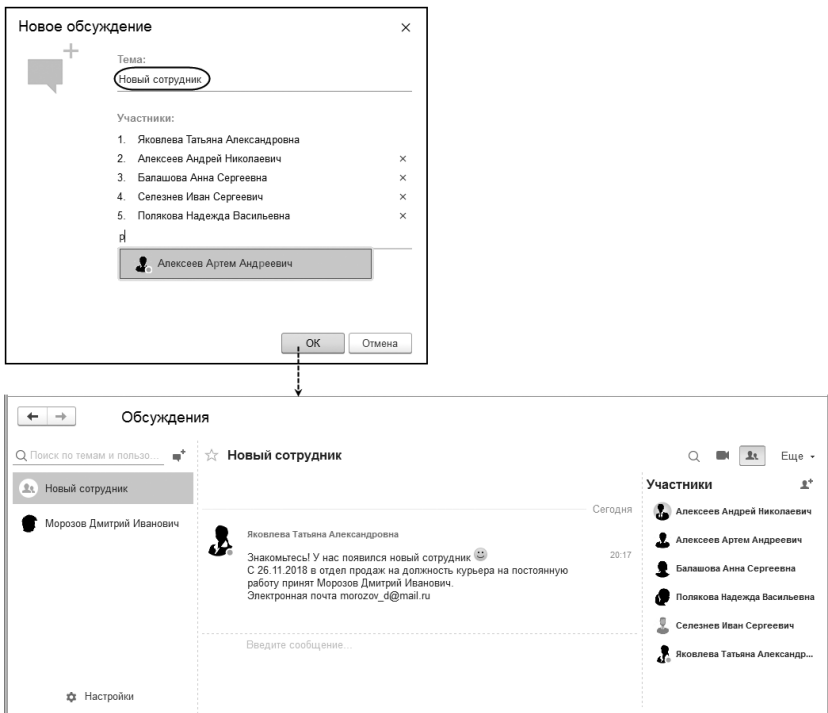 Новое обсуждение
Тема:
Новый сотрудник
Участники:
1. Яковлева Татьяна Александровна
2. Алексеев Андрей Николаевич
3. Балашова Анна Сергеевна
4. Селезнев Иван Сергеевич
5. Полякова Надежда Васильевна
р
Алексеев Артем Андреевич
ОК
Отмена
Обсуждения
Поиск по темам и пользо...
Новый сотрудник
Еще
Новый сотрудник
Морозов Дмитрий Иванович
Сегодня
Яковлева Татьяна Александровна
Знакомьтесь! У нас появился новый сотрудник
20:17
С 26.11.2018 в отдел продаж на должность курьера на постоянную
работу принят Морозов Дмитрий Иванович.
Электронная почта morozov_d@mail.ru
Введите сообщение...
Участники
Алексеев Андрей Николаевич
Алексеев Артем Андреевич
Балашова Анна Сергеевна
Полякова Надежда Васильевна
Селезнев Иван Сергеевич
Яковлева Татьяна Александр...
Настройки